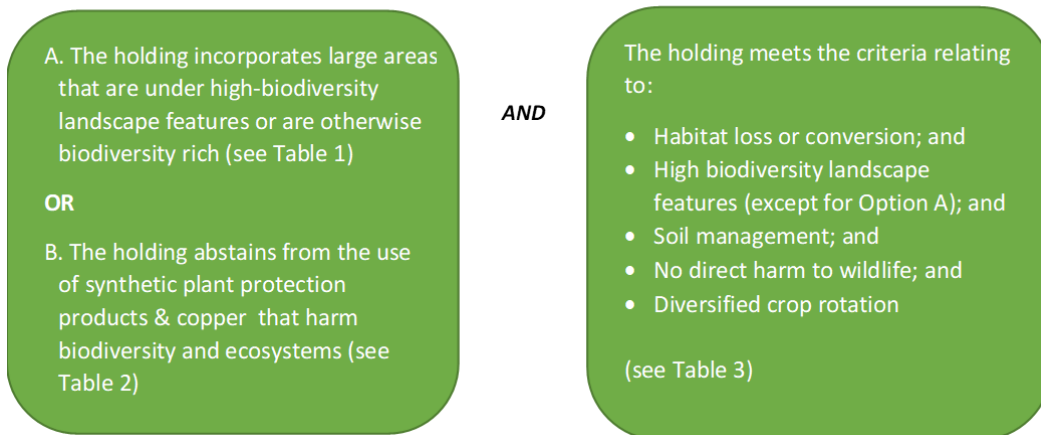 A. The holding incorporates large areas
that are under high-biodiversity
landscape features or are otherwise
biodiversity rich (see Table 1)
OR
B. The holding abstains from the use
of synthetic plant protection
products & copper that harm
biodiversity and ecosystems (see
Table 2)
AND
The holding meets the criteria relating
to:
• Habitat loss or conversion; and
• High biodiversity landscape
features (except for Option A); and
• Soil management; and
• No direct harm to wildlife; and
• Diversified crop rotation
(see Table 3)